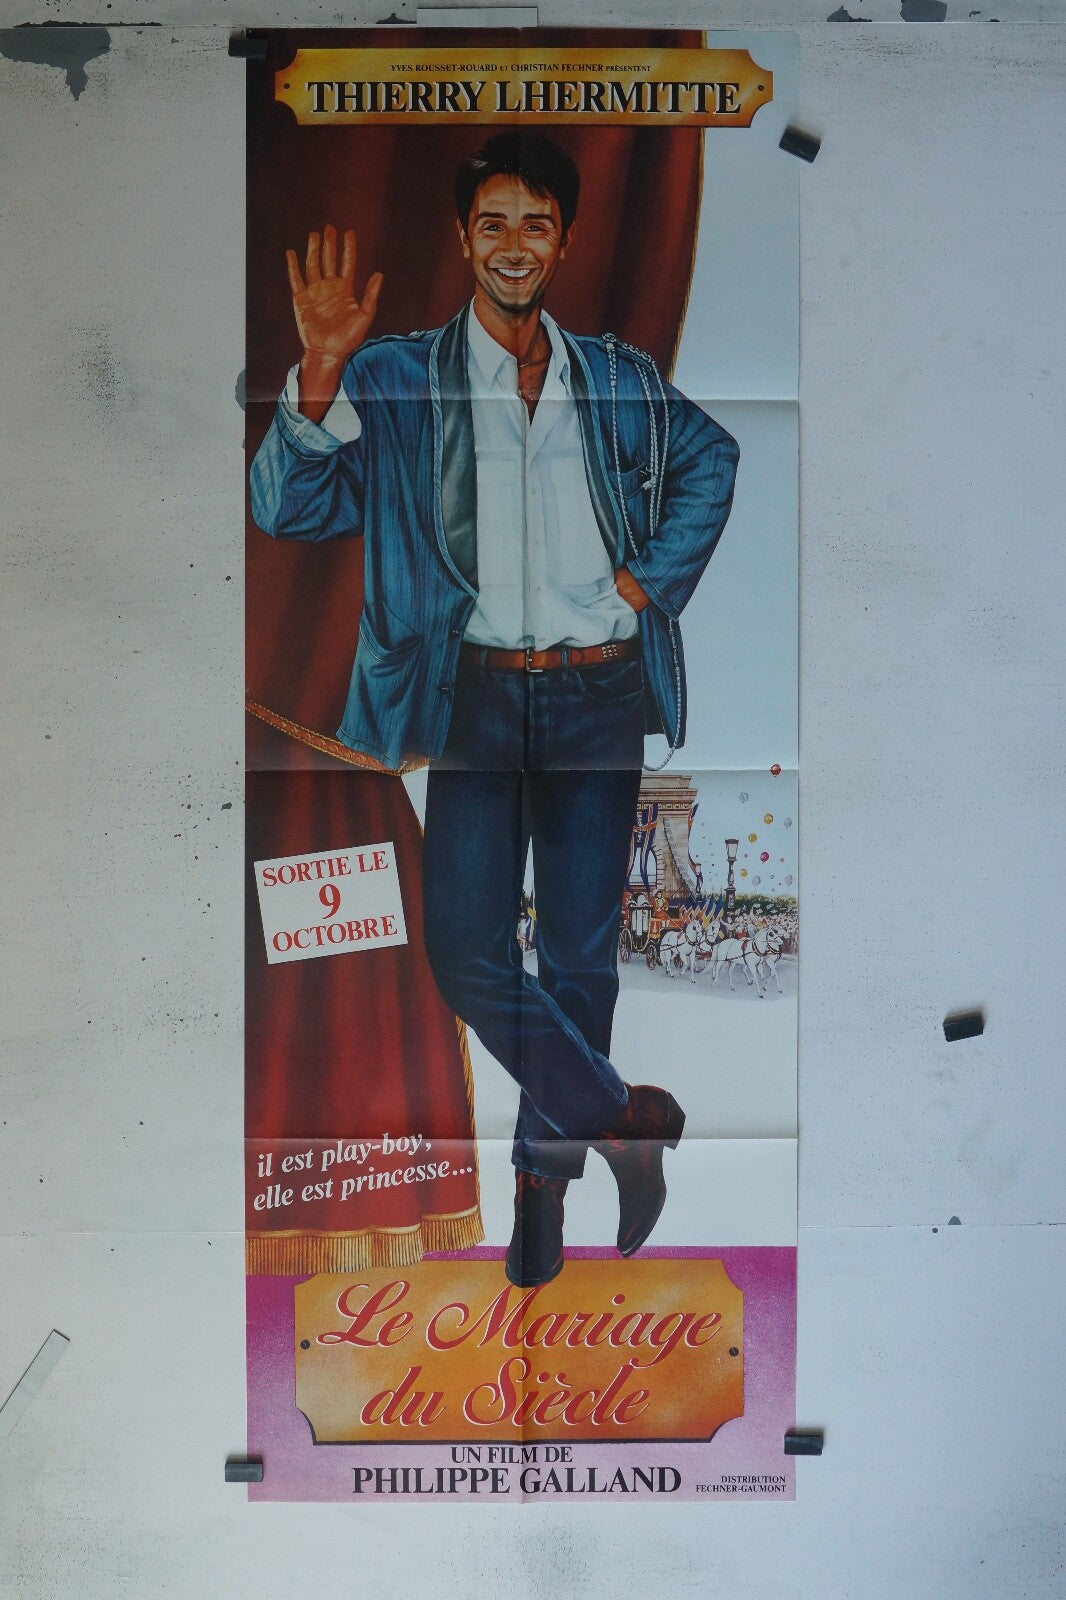 YVES ROUSSET-ROUARD ET CHRISTIAN FECHNER PRÉSENTENT
THIERRY LHERMITTE
SORTIE LE
9
OCTOBRE
il est play-boy,
elle est princesse...
Le Mariage
du Siècle
UN FILM DE
PHILIPPE GALLAND
DISTRIBUTION
FECHNER-GAUMONT